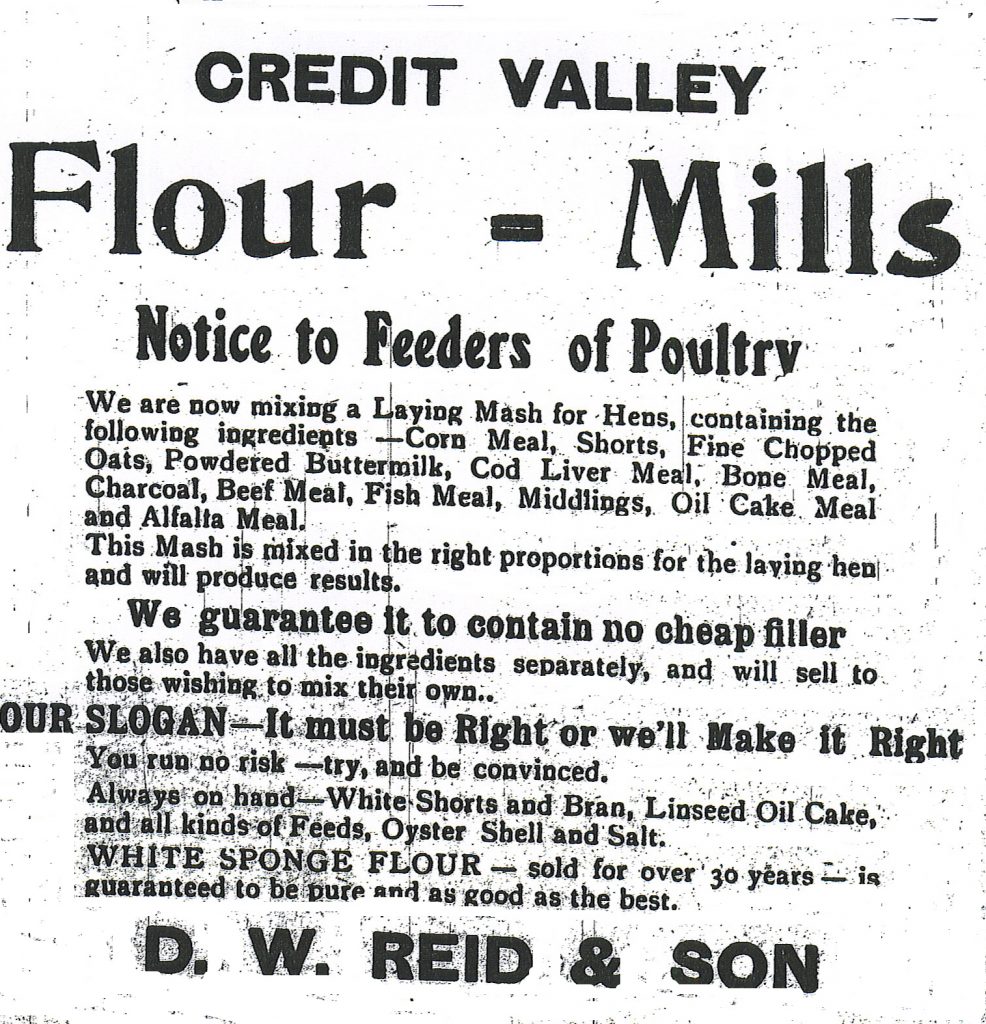 CREDIT VALLEY
Flour - Mills
Notice to Feeders of Poultry
We are now mixing a Laying Mash for Hens, containing the
following ingredients —Corn Meal, Shorts, Fine Chopped
Oats, Powdered Buttermilk, Cod Liver Meal, Bone Meal,
Charcoal, Beef Meal, Fish Meal, Middlings, Oil Cake Meal
and Alfalfa Meal.
This Mash is mixed in the right proportions for the laying hen
and will produce results.
We guarantee it to contain no cheap filler
We also have all the ingredients separately, and will sell to
those wishing to mix their own..
OUR SLOGAN—It must be Right or we'll Make it Right
You run no risk —try, and be convinced.
Always on hand—White Shorts and Bran, Linseed Oil Cake,
and all kinds of Feeds, Oyster Shell and Salt.
WHITE SPONGE FLOUR — sold for over 30 years — is
guaranteed to be pure and as good as the best.
D. W. REID & SON